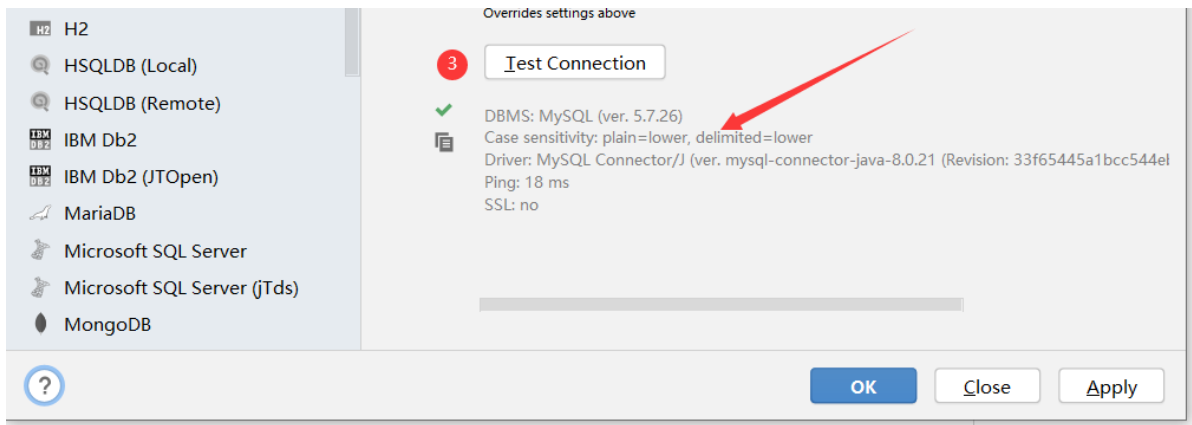 H2
HSQLDB (Local)
HSQLDB (Remote)
IBM Db2
IBM Db2 (JTOpen)
MariaDB
Microsoft SQL Server
Microsoft SQL Server (jTds)
MongoDB
Overrides settings above
3
Test Connection
DBMS: MySQL (ver. 5.7.26)
Case sensitivity: plain=lower, delimited=lower
Driver: MySQL Connector/J (ver. mysql-connector-java-8.0.21 (Revision: 33f65445a1bcc544el
Ping: 18 ms
SSL: no
?
OK
Close
Apply